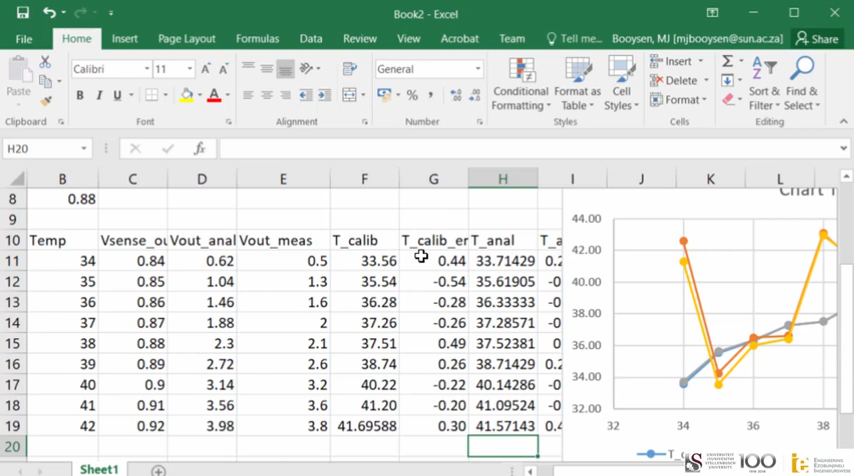 Book2 - Excel
File Home Insert Page Layout Formulas Data Review View Acrobat Team Tell me... Booysen, MJ [mjbooysen@sun.ac.za] Share
Paste
Clipboard
Calibri 11
B I U
Font
Alignment
General
Number
Conditional Formatting
Format as Table
Cell Styles
Styles
Insert
Delete
Format
Cells
Sort & Filter
Find & Select
Editing
H20 fx
B C D E F G H I J K L
8 0.88
9
10 Temp Vsense_ou Vout_anal Vout_meas T_calib T_calib_er T_anal T_a
11 34 0.84 0.62 0.5 33.56 0.44 33.71429 0.2
12 35 0.85 1.04 1.3 35.54 -0.54 35.61905 -0
13 36 0.86 1.46 1.6 36.28 -0.28 36.33333 -0
14 37 0.87 1.88 2 37.26 -0.26 37.28571 -0
15 38 0.88 2.3 2.1 37.51 0.49 37.52381 0
16 39 0.89 2.72 2.6 38.74 0.26 38.71429 0.2
17 40 0.9 3.14 3.2 40.22 -0.22 40.14286 -0
18 41 0.91 3.56 3.6 41.20 -0.20 41.09524 -0
19 42 0.92 3.98 3.8 41.69588 0.30 41.57143 0.4
20
Chart T
44.00
42.00
40.00
38.00
36.00
34.00
32.00
32 34 36 38
Sheet1
100